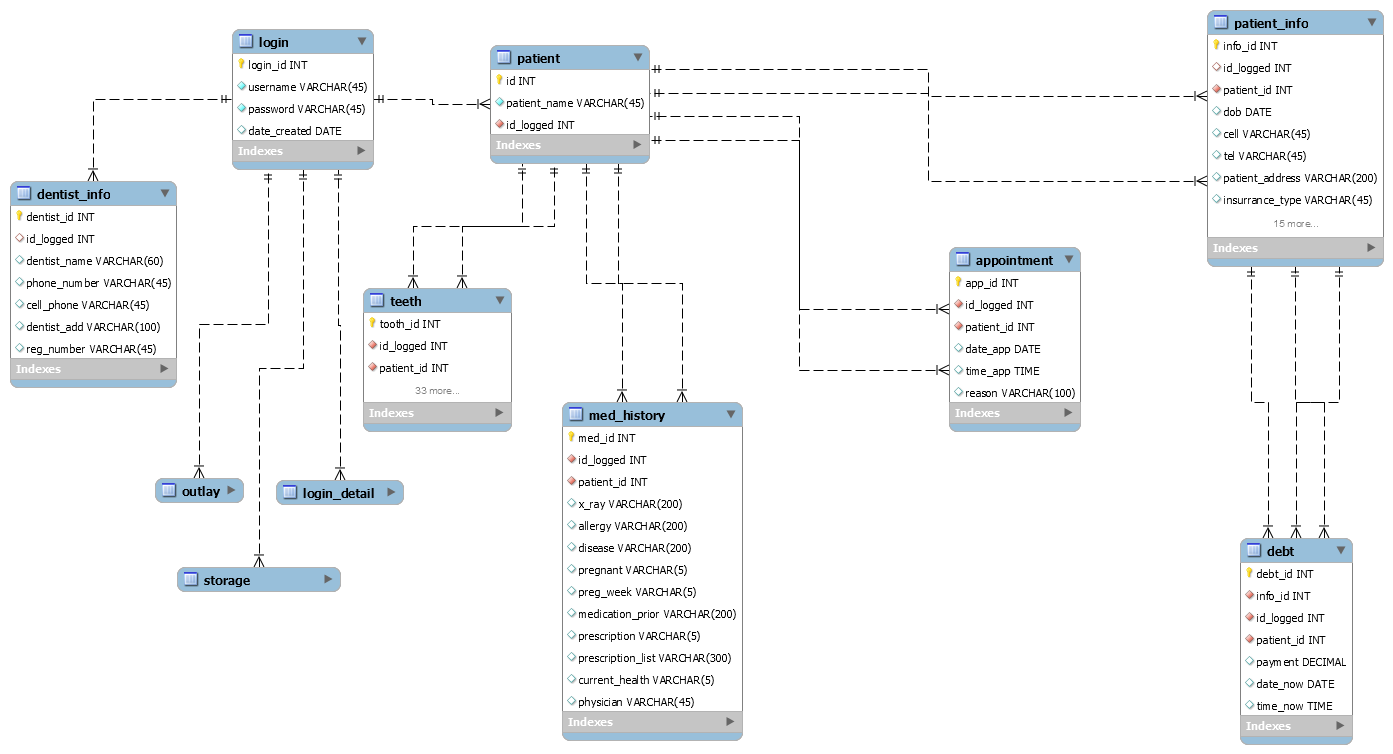 login
login_id INT
username VARCHAR(45)
password VARCHAR(45)
date_created DATE
Indexes
patient
id INT
patient_name VARCHAR(45)
id_logged INT
Indexes
patient_info
info_id INT
id_logged INT
patient_id INT
dob DATE
cell VARCHAR(45)
tel VARCHAR(45)
patient_address VARCHAR(200)
insurrance_type VARCHAR(45)
15 more...
Indexes
dentist_info
dentist_id INT
id_logged INT
dentist_name VARCHAR(60)
phone_number VARCHAR(45)
cell_phone VARCHAR(45)
dentist_add VARCHAR(100)
reg_number VARCHAR(45)
Indexes
teeth
tooth_id INT
id_logged INT
patient_id INT
33 more...
Indexes
appointment
app_id INT
id_logged INT
patient_id INT
date_app DATE
time_app TIME
reason VARCHAR(100)
Indexes
med_history
med_id INT
id_logged INT
patient_id INT
x_ray VARCHAR(200)
allergy VARCHAR(200)
disease VARCHAR(200)
pregnant VARCHAR(5)
preg_week VARCHAR(5)
medication_prior VARCHAR(200)
prescription VARCHAR(5)
prescription_list VARCHAR(300)
current_health VARCHAR(5)
physician VARCHAR(45)
Indexes
outlay
login_detail
storage
debt
debt_id INT
info_id INT
id_logged INT
patient_id INT
payment DECIMAL
date_now DATE
time_now TIME
Indexes